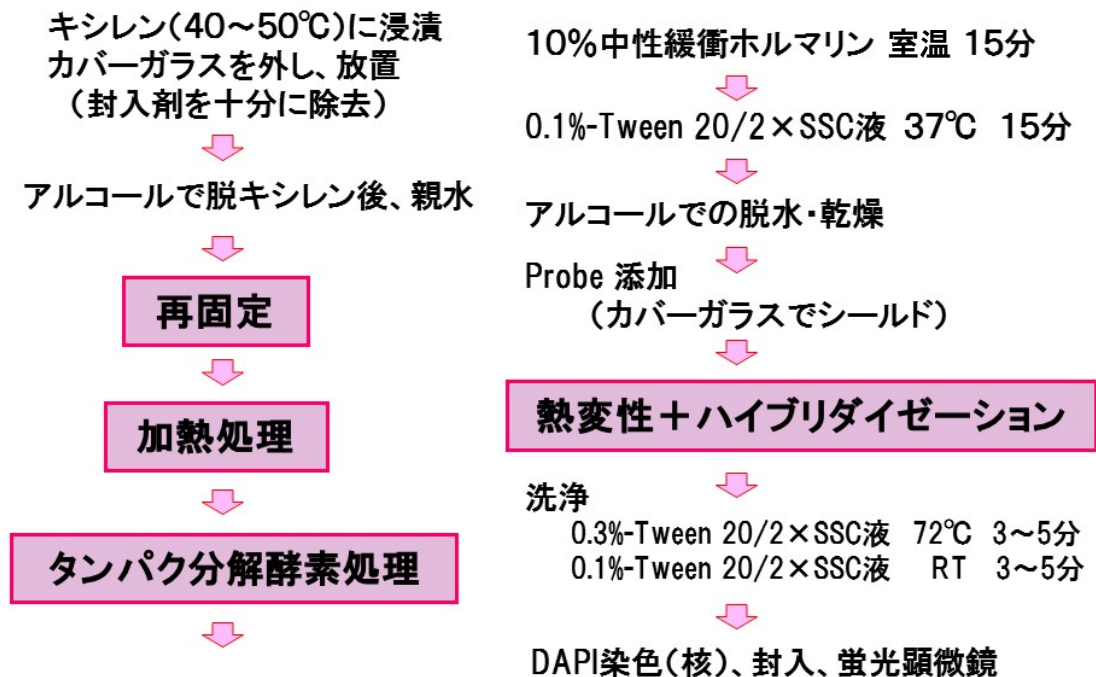 キシレン(40～50℃)に浸漬
カバーガラスを外し、放置
（封入剤を十分に除去）
アルコールで脱キシレン後、親水
再固定
加熱処理
タンパク分解酵素処理
10%中性緩衝ホルマリン 室温 15分
0.1%-Tween 20/2×SSC液 37℃ 15分
アルコールでの脱水・乾燥
Probe 添加
（カバーガラスでシールド）
熱変性＋ハイブリダイゼーション
洗浄
0.3%-Tween 20/2×SSC液 72℃ 3～5分
0.1%-Tween 20/2×SSC液 RT 3～5分
DAPI染色(核)、封入、蛍光顕微鏡